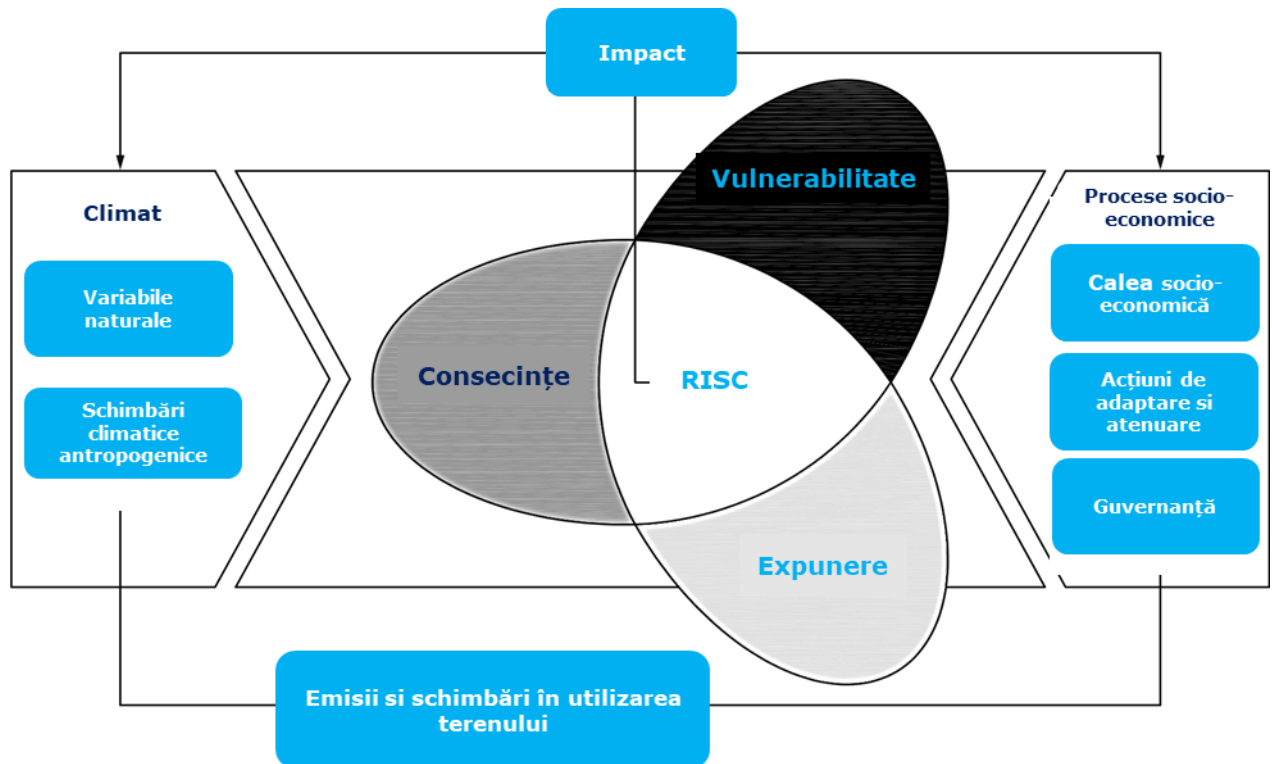 Impact
Vulnerabilitate
Climat
Variabile
naturale
Schimbări
climatice
antropogenice
Consecințe
RISC
Expunere
Procese socio-
economice
Calea socio-
economică
Acțiuni de
adaptare si
atenuare
Guvernanță
Emisii si schimbări în utilizarea
terenului